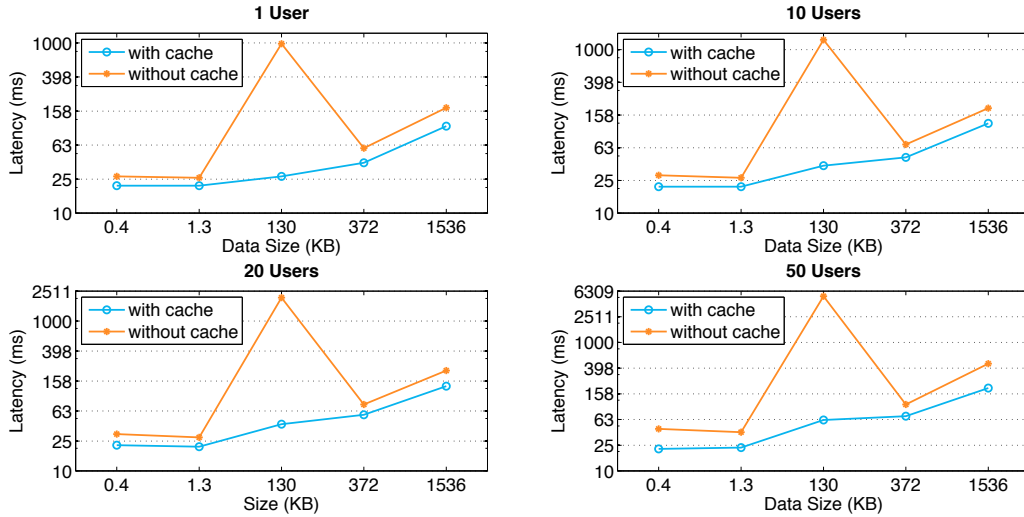 1 User
1000
398
158
63
25
10
Latency (ms)
with cache
without cache
0.4 1.3 130 372 1536
Data Size (KB)
10 Users
1000
398
158
63
25
10
Latency (ms)
with cache
without cache
0.4 1.3 130 372 1536
Data Size (KB)
20 Users
2511
1000
398
158
63
25
10
Latency (ms)
with cache
without cache
0.4 1.3 130 372 1536
Size (KB)
50 Users
6309
2511
1000
398
158
63
25
10
Latency (ms)
with cache
without cache
0.4 1.3 130 372 1536
Data Size (KB)